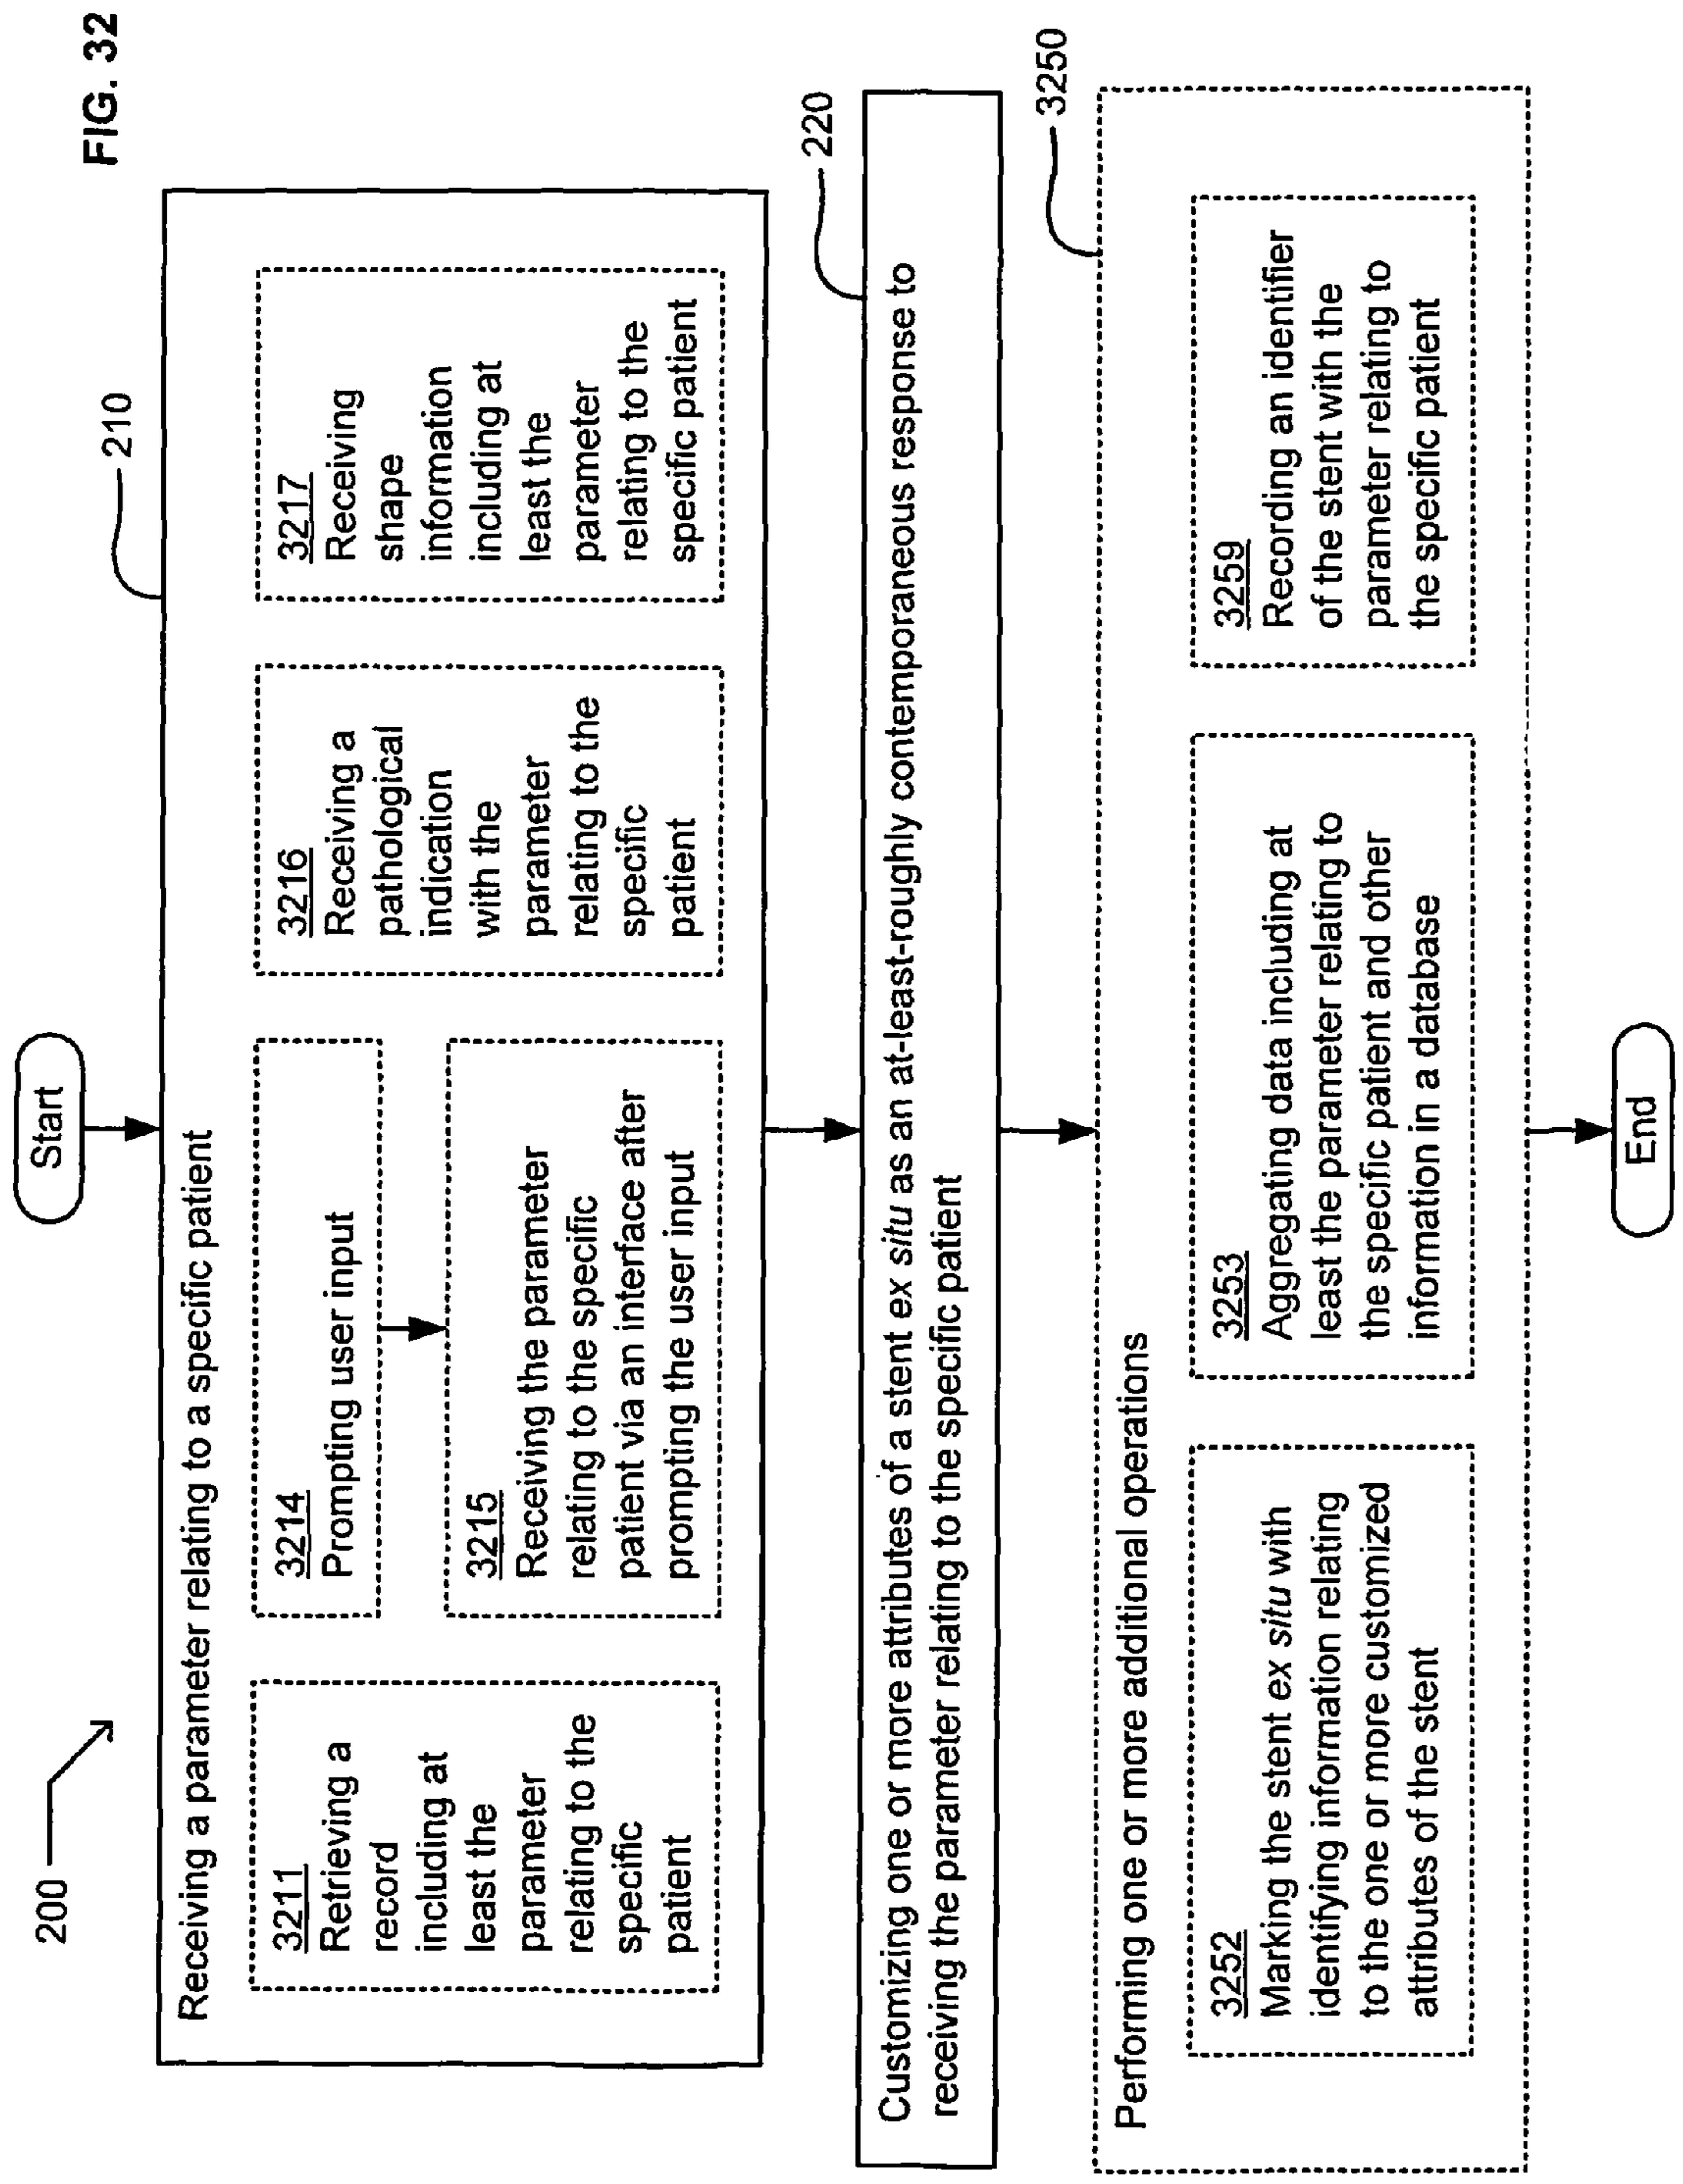 FIG. 32
200
Start
210
Receiving a parameter relating to a specific patient
3211
Retrieving a
record
including at
least the
parameter
relating to the
specific
patient
3214
Prompting user input
3215
Receiving the parameter
relating to the specific
patient via an interface after
prompting the user input
3216
Receiving a
pathological
indication
with the
parameter
relating to the
specific
patient
3217
Receiving
shape
information
including at
least the
parameter
relating to the
specific patient
220
Customizing one or more attributes of a stent ex situ as an at-least-roughly contemporaneous response to
receiving the parameter relating to the specific patient
3250
Performing one or more additional operations
3252
Marking the stent ex situ with
identifying information relating
to the one or more customized
attributes of the stent
3253
Aggregating data including at
least the parameter relating to
the specific patient and other
information in a database
3259
Recording an identifier
of the stent with the
parameter relating to
the specific patient
End